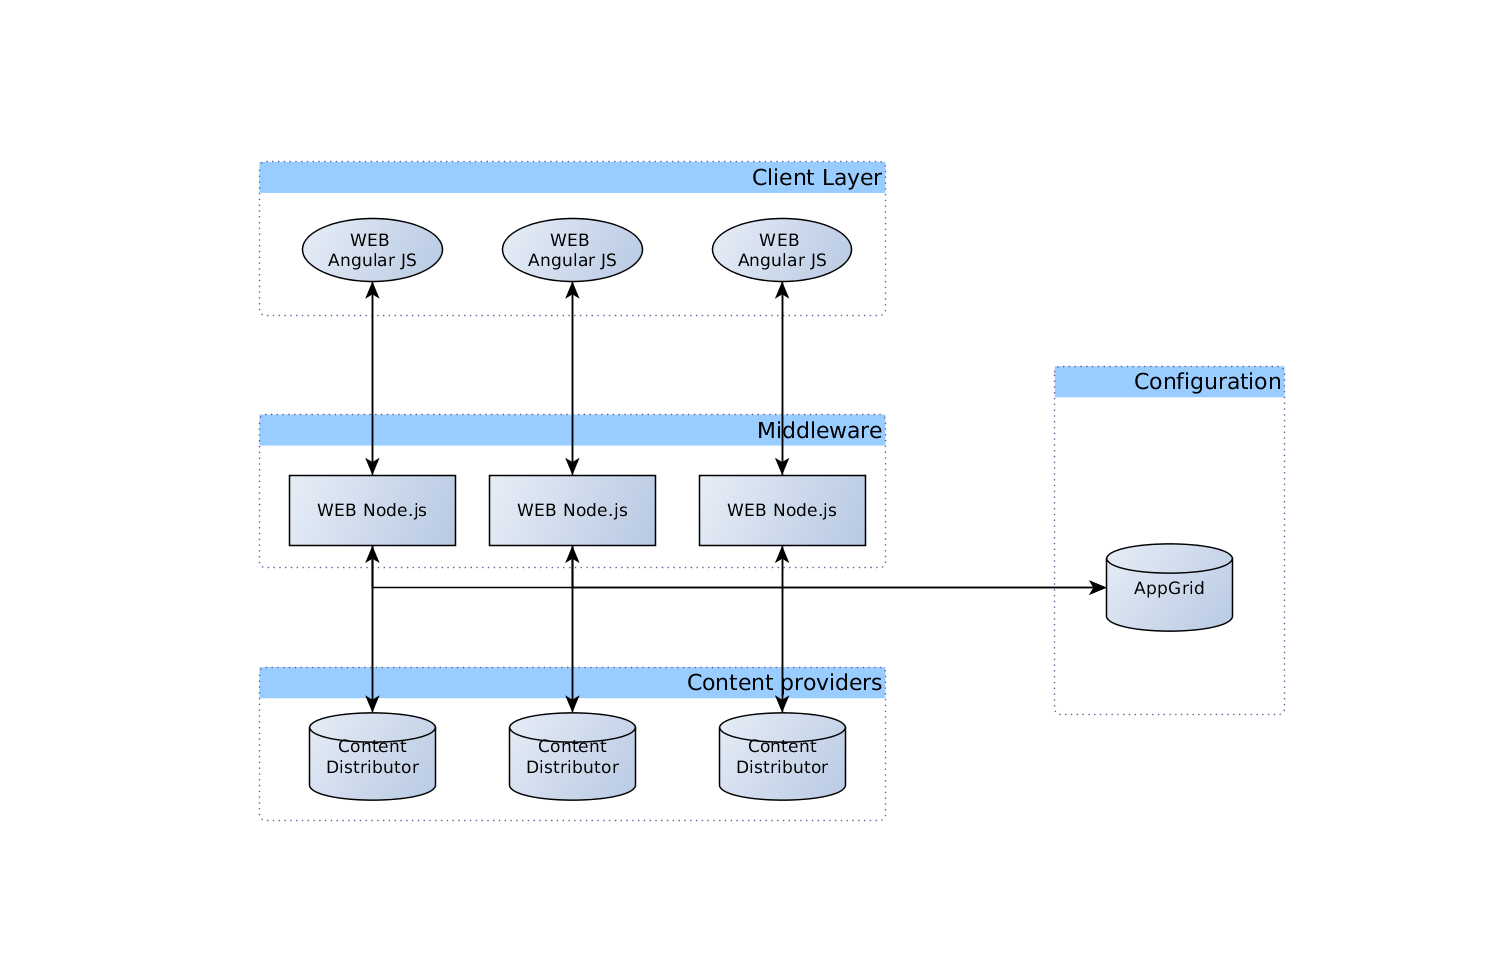 Client Layer
WEB
Angular JS
WEB
Angular JS
WEB
Angular JS
Configuration
Middleware
WEB Node.js
WEB Node.js
WEB Node.js
AppGrid
Content providers
Content
Distributor
Content
Distributor
Content
Distributor